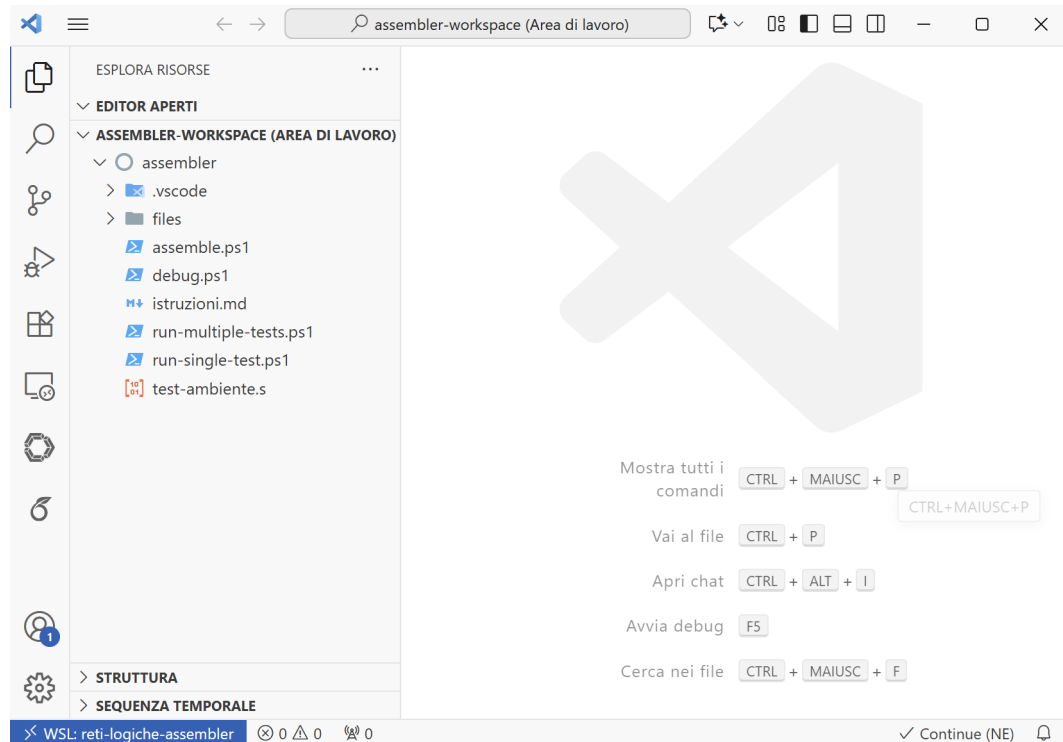 assembler-workspace (Area di lavoro)
ESPLORA RISORSE
EDITOR APERTI
ASSEMBLER-WORKSPACE (AREA DI LAVORO)
assembler
.vscode
files
assemble.ps1
debug.ps1
istruzioni.md
run-multiple-tests.ps1
run-single-test.ps1
test-ambiente.s
Mostra tutti i
comandi CTRL + MAIUSC + P
CTRL+MAIUSC+P
Vai al file CTRL + P
Apri chat CTRL + ALT + I
Avvia debug F5
Cerca nei file CTRL + MAIUSC + F
1
STRUTTURA
SEQUENZA TEMPORALE
WSL: reti-logiche-assembler 0 0 0 Continue (NE)